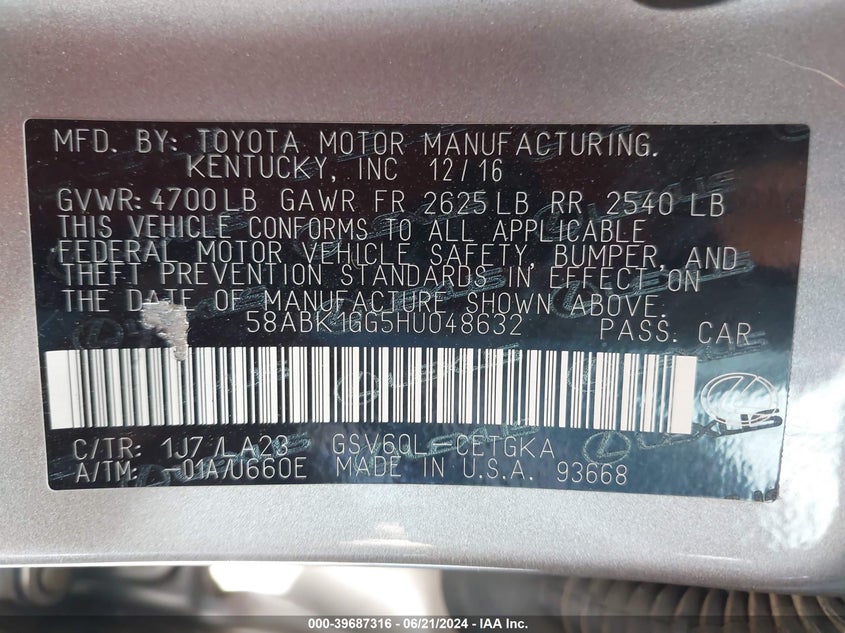 MFD. BY: TOYOTA MOTOR MANUFACTURING.
KENTUCKY, INC 12/16
GVWR: 4700LB GAWR FR 2625LB RR 2540 LB
THIS VEHICLE CONFORMS TO ALL APPLICABLE
FEDERAL MOTOR VEHICLE SAFETY, BUMPER, AND
THEFT PREVENTION STANDARDS IN EFFECT ON
THE DATE OF MANUFACTURE SHOWN ABOVE.
58ABK1GG5HU048632 PASS. CAR
C/TR: 1J7 /LA23 GSV60L-CETGKA
A/TM: -01A/U660E MADE IN U.S.A. 93668
LEXUS
000-39687316 - 06/21/2024 - IAA Inc.